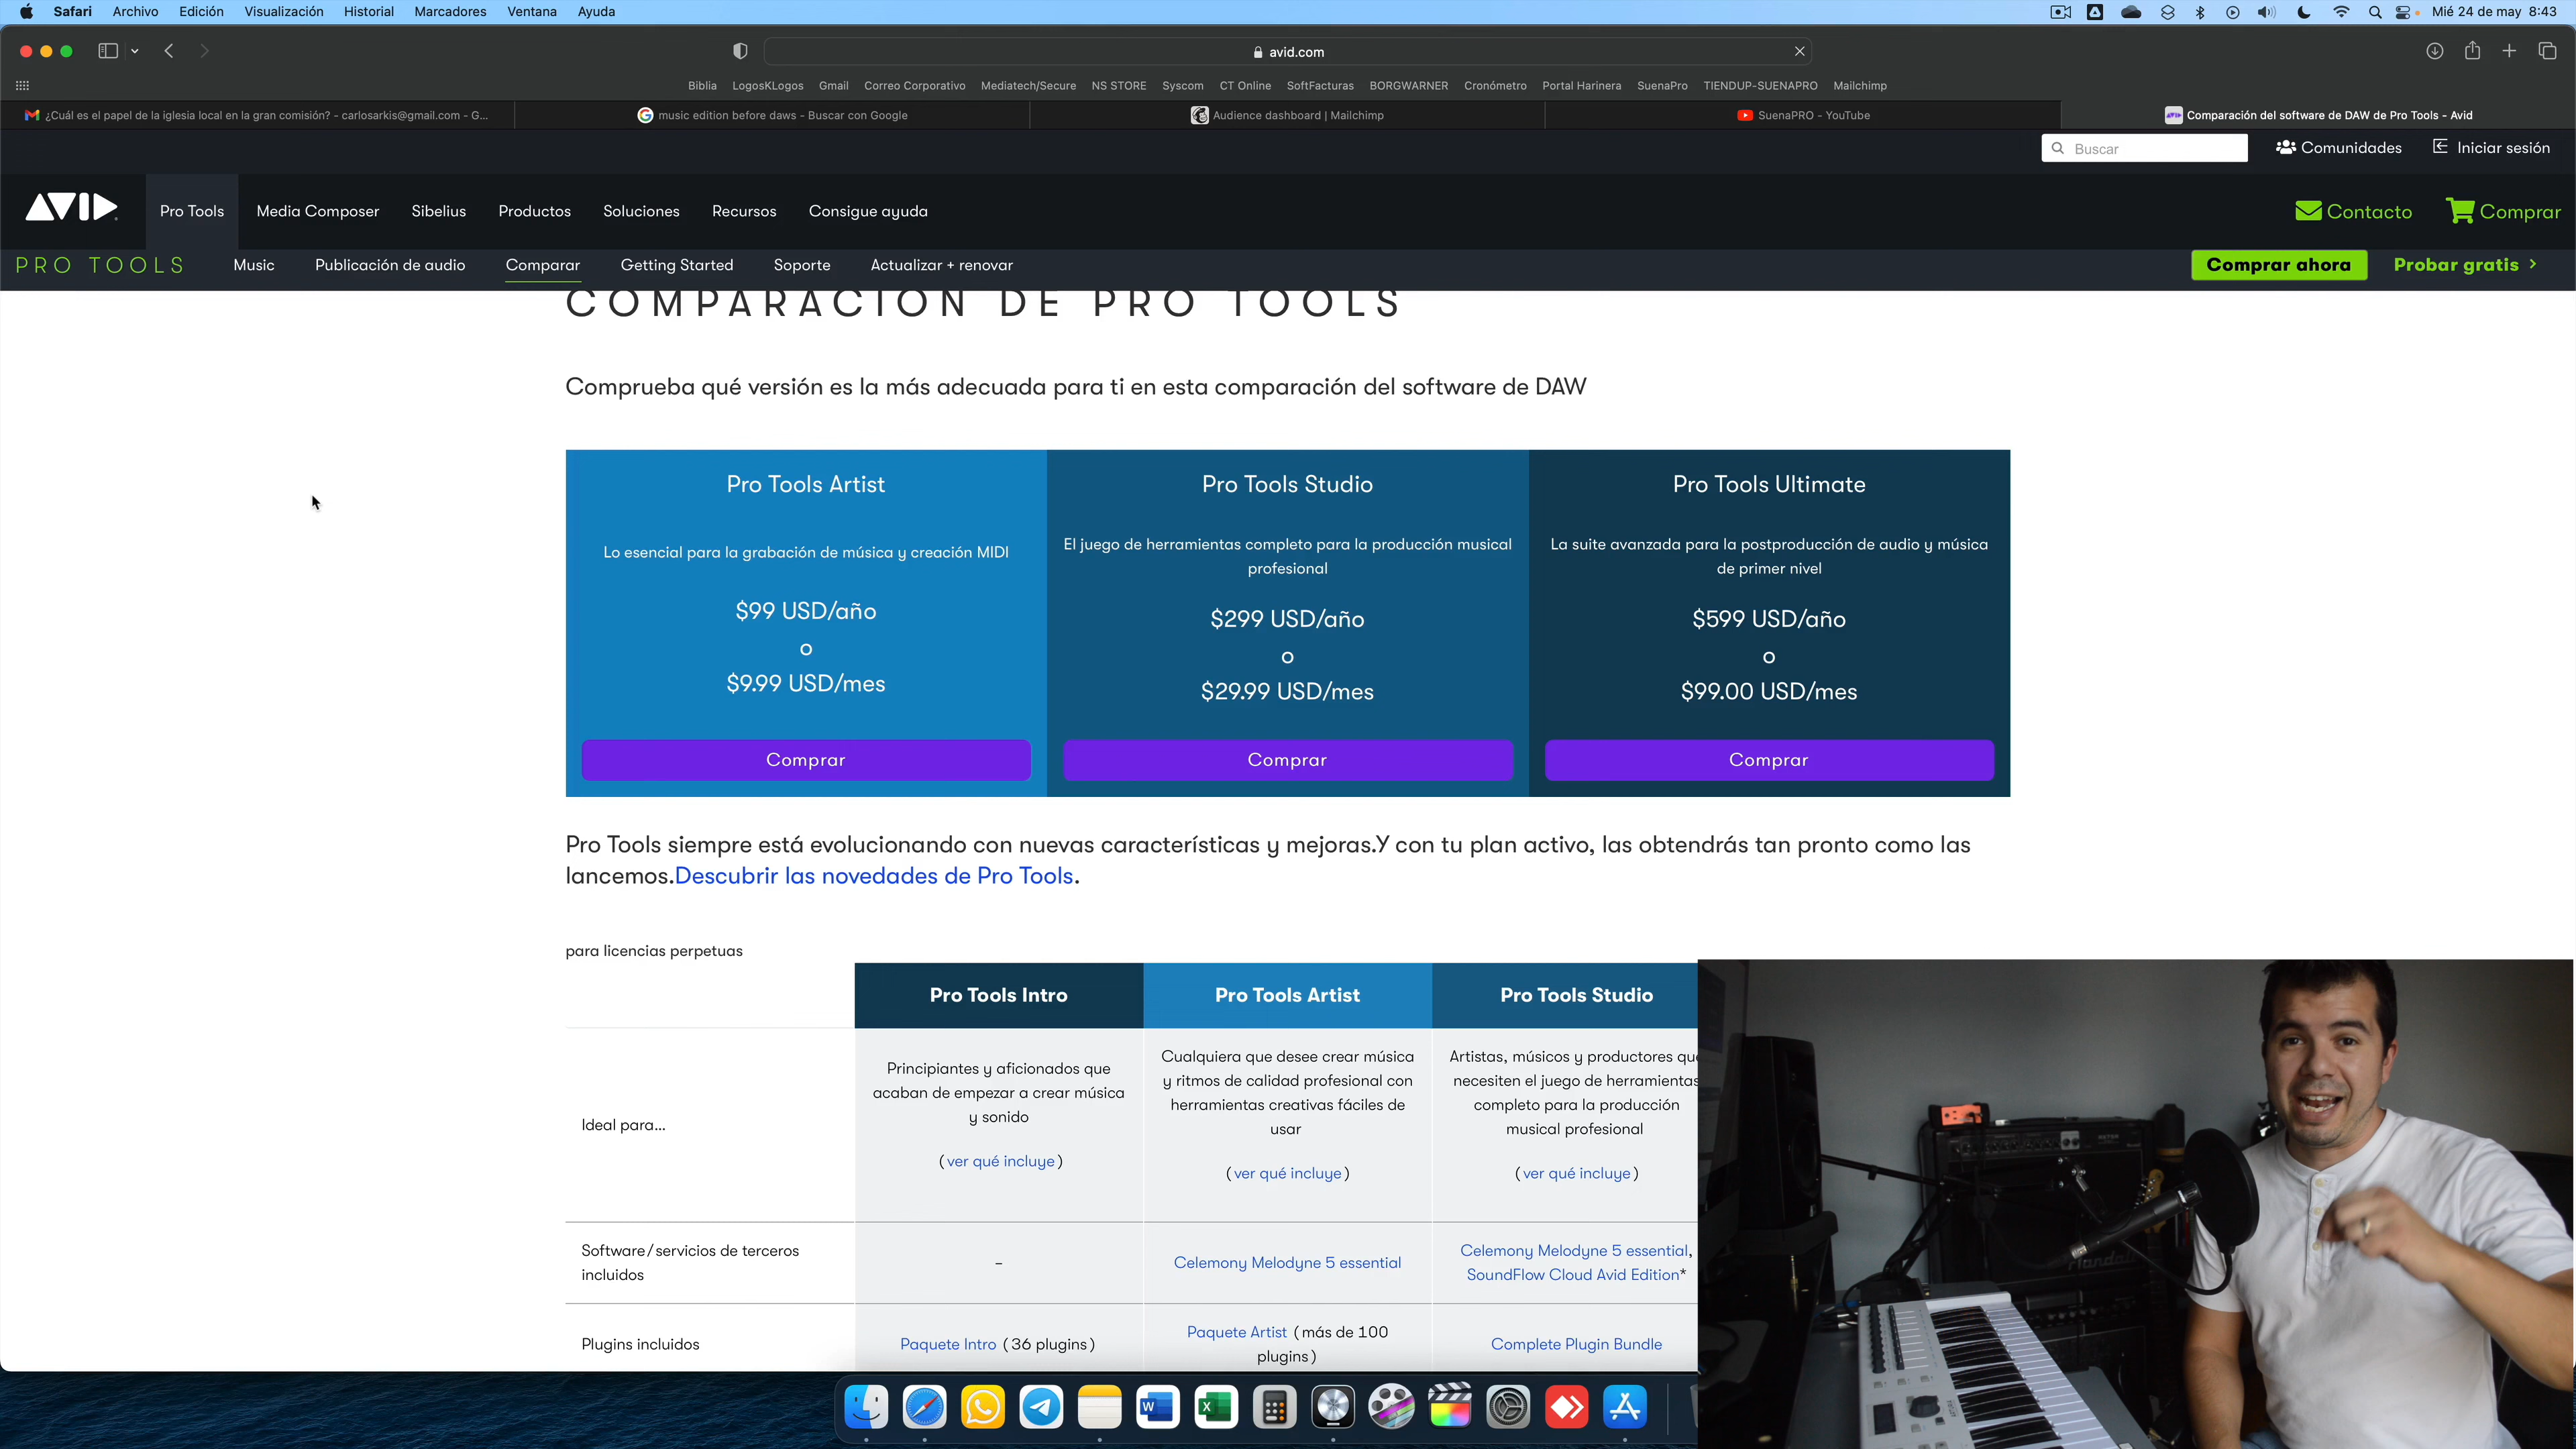 Safari Archivo Edición Visualización Historial Marcadores Ventana Ayuda
Mié 24 de may 8:43
avid.com
Biblia LogosKLogos Gmail Correo Corporativo Mediatech/Secure NS STORE Syscom CT Online SoftFacturas BORGWARNER Cronómetro Portal Harinera SuenaPro TIENDUP-SUENAPRO Mailchimp
¿Cuál es el papel de la iglesia local en la gran comisión? - carlosarkis@gmail.com - G...
music edition before daws - Buscar con Google
Audience dashboard | Mailchimp
SuenaPRO - YouTube
Comparación del software de DAW de Pro Tools - Avid
Buscar
Comunidades
Iniciar sesión
AVID
Pro Tools Media Composer Sibelius Productos Soluciones Recursos Consigue ayuda
Contacto
Comprar
PRO TOOLS
Music Publicación de audio Comparar Getting Started Soporte Actualizar + renovar
Comprar ahora
Probar gratis >
COMPARACIÓN DE PRO TOOLS
Comprueba qué versión es la más adecuada para ti en esta comparación del software de DAW
Pro Tools Artist
Lo esencial para la grabación de música y creación MIDI
$99 USD/año
o
$9.99 USD/mes
Comprar
Pro Tools Studio
El juego de herramientas completo para la producción musical
profesional
$299 USD/año
o
$29.99 USD/mes
Comprar
Pro Tools Ultimate
La suite avanzada para la postproducción de audio y música
de primer nivel
$599 USD/año
o
$99.00 USD/mes
Comprar
Pro Tools siempre está evolucionando con nuevas características y mejoras.Y con tu plan activo, las obtendrás tan pronto como las
lancemos.Descubrir las novedades de Pro Tools.
para licencias perpetuas
Pro Tools Intro
Pro Tools Artist
Pro Tools Studio
Ideal para...
Principiantes y aficionados que
acaban de empezar a crear música
y sonido
(ver qué incluye)
Cualquiera que desee crear música
y ritmos de calidad profesional con
herramientas creativas fáciles de
usar
(ver qué incluye)
Artistas, músicos y productores que
necesiten el juego de herramientas
completo para la producción
musical profesional
(ver qué incluye)
Software/servicios de terceros
incluidos
–
Celemony Melodyne 5 essential
Celemony Melodyne 5 essential,
SoundFlow Cloud Avid Edition*
Plugins incluidos
Paquete Intro (36 plugins)
Paquete Artist (más de 100
plugins)
Complete Plugin Bundle